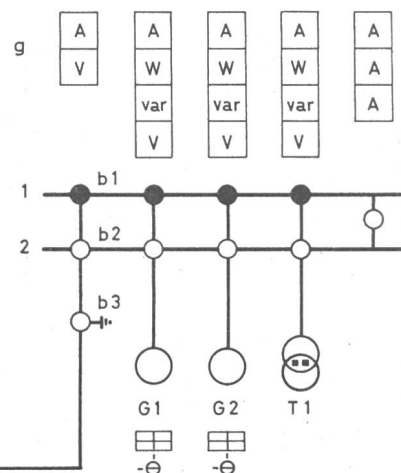 g
A A A A A
V W W W A
var var var A
V V V
b1
1
b2
2
b3
G1 G2 T1